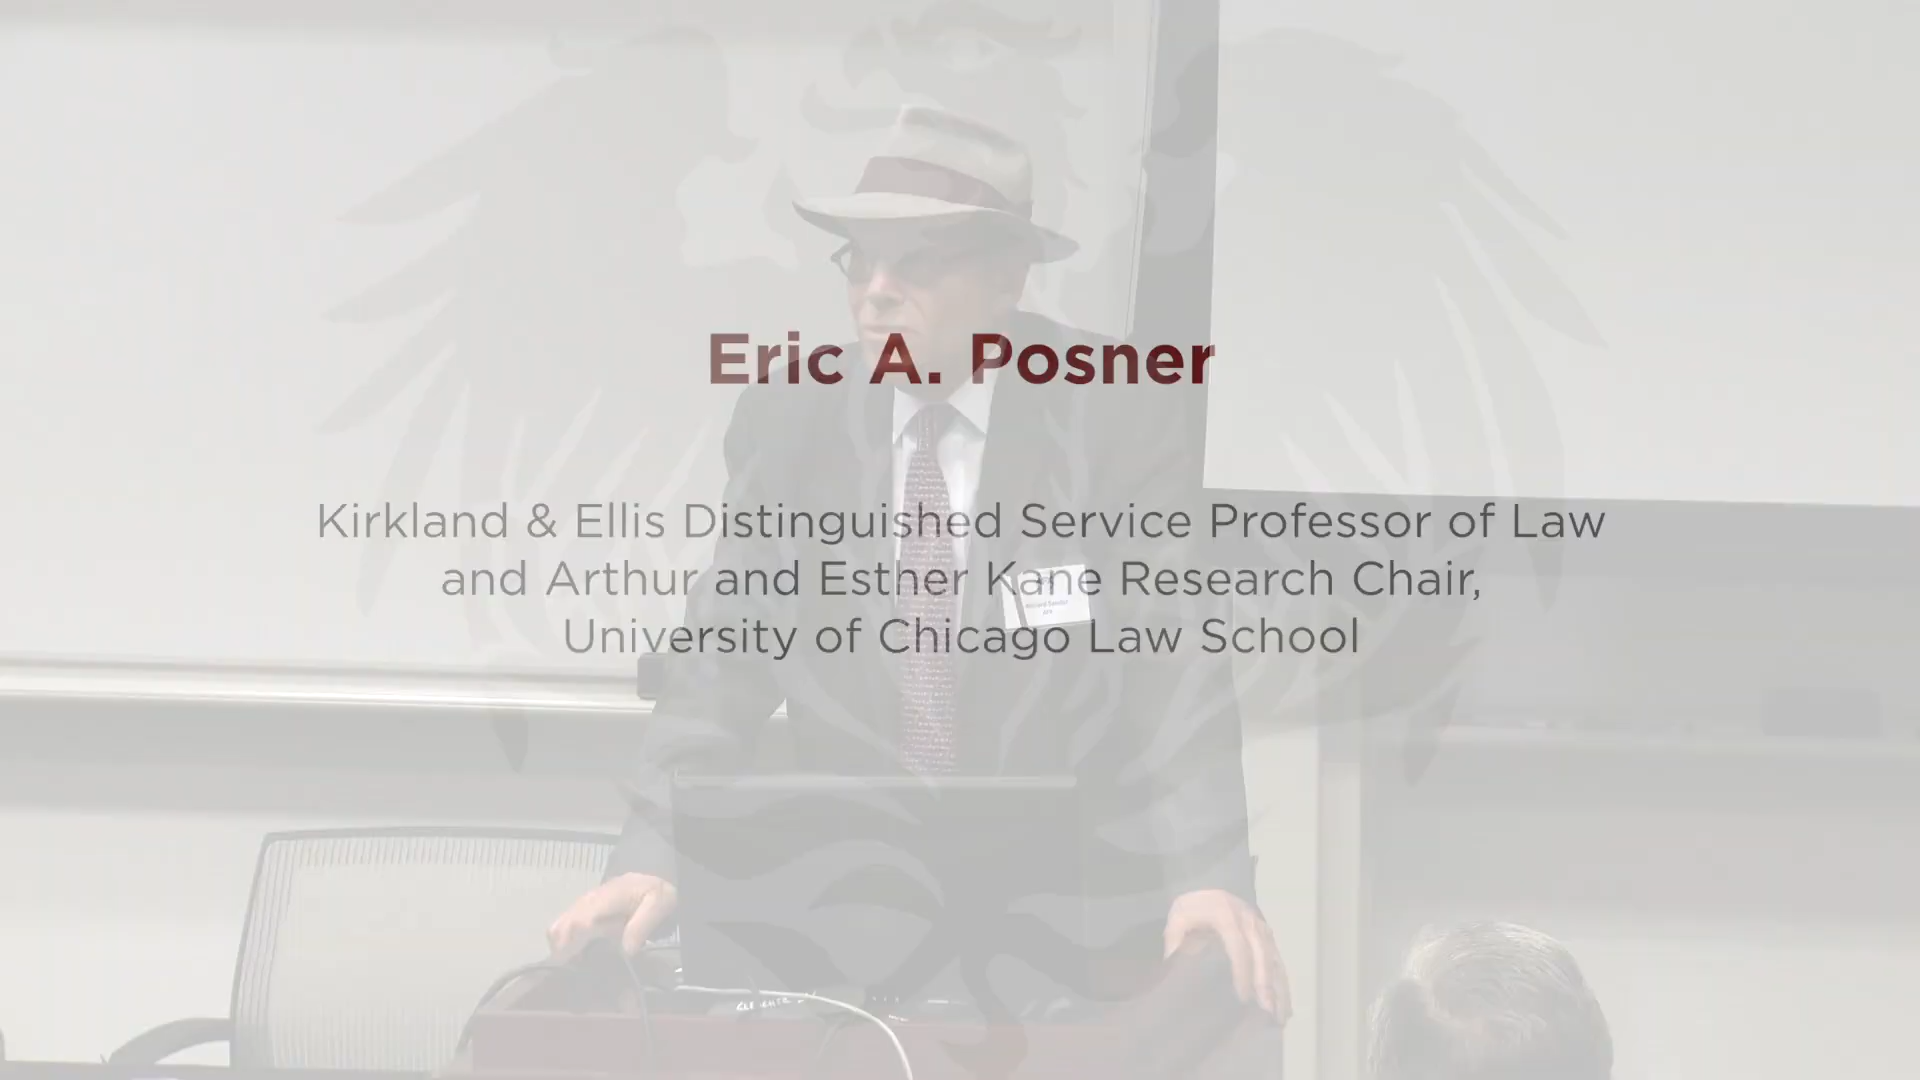 Eric A. Posner
Kirkland & Ellis Distinguished Service Professor of Law
and Arthur and Esther Kane Research Chair,
University of Chicago Law School